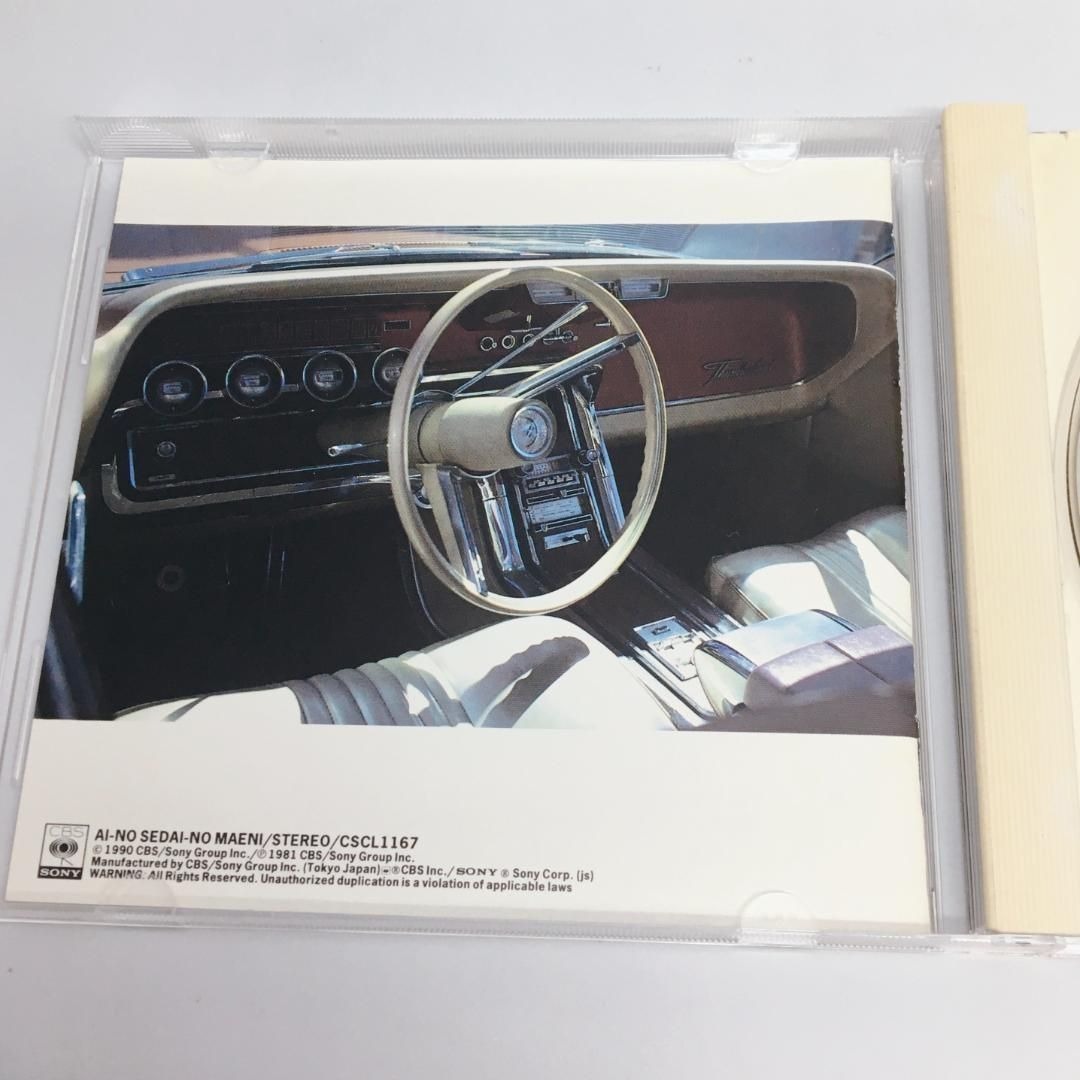 Thunderbird
CBS
SONY
AI-NO SEDAI-NO MAENI/STEREO/CSCL1167
© 1990 CBS/Sony Group Inc./℗ 1981 CBS/Sony Group Inc.
Manufactured by CBS/Sony Group Inc. (Tokyo Japan) ® CBS Inc./ SONY ® Sony Corp. (js)
WARNING: All Rights Reserved. Unauthorized duplication is a violation of applicable laws